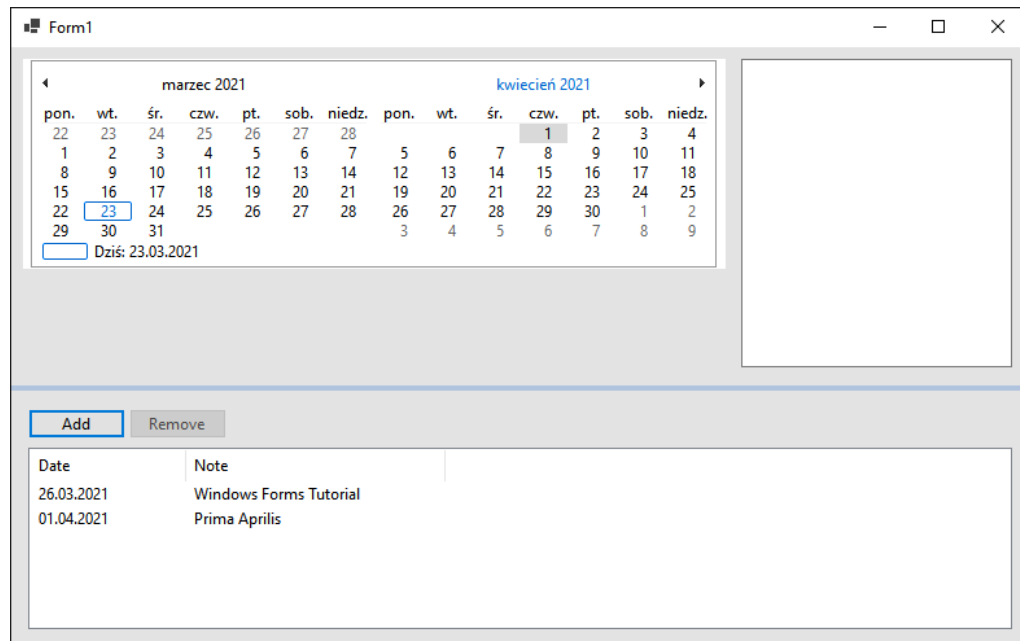 Form1
marzec 2021 kwiecień 2021
pon. wt. śr. czw. pt. sob. niedz. pon. wt. śr. czw. pt. sob. niedz.
22 23 24 25 26 27 28 1 2 3 4
1 2 3 4 5 6 7 5 6 7 8 9 10 11
8 9 10 11 12 13 14 12 13 14 15 16 17 18
15 16 17 18 19 20 21 19 20 21 22 23 24 25
22 23 24 25 26 27 28 26 27 28 29 30 1 2
29 30 31 3 4 5 6 7 8 9
Dziś: 23.03.2021
Add Remove
Date Note
26.03.2021 Windows Forms Tutorial
01.04.2021 Prima Aprilis